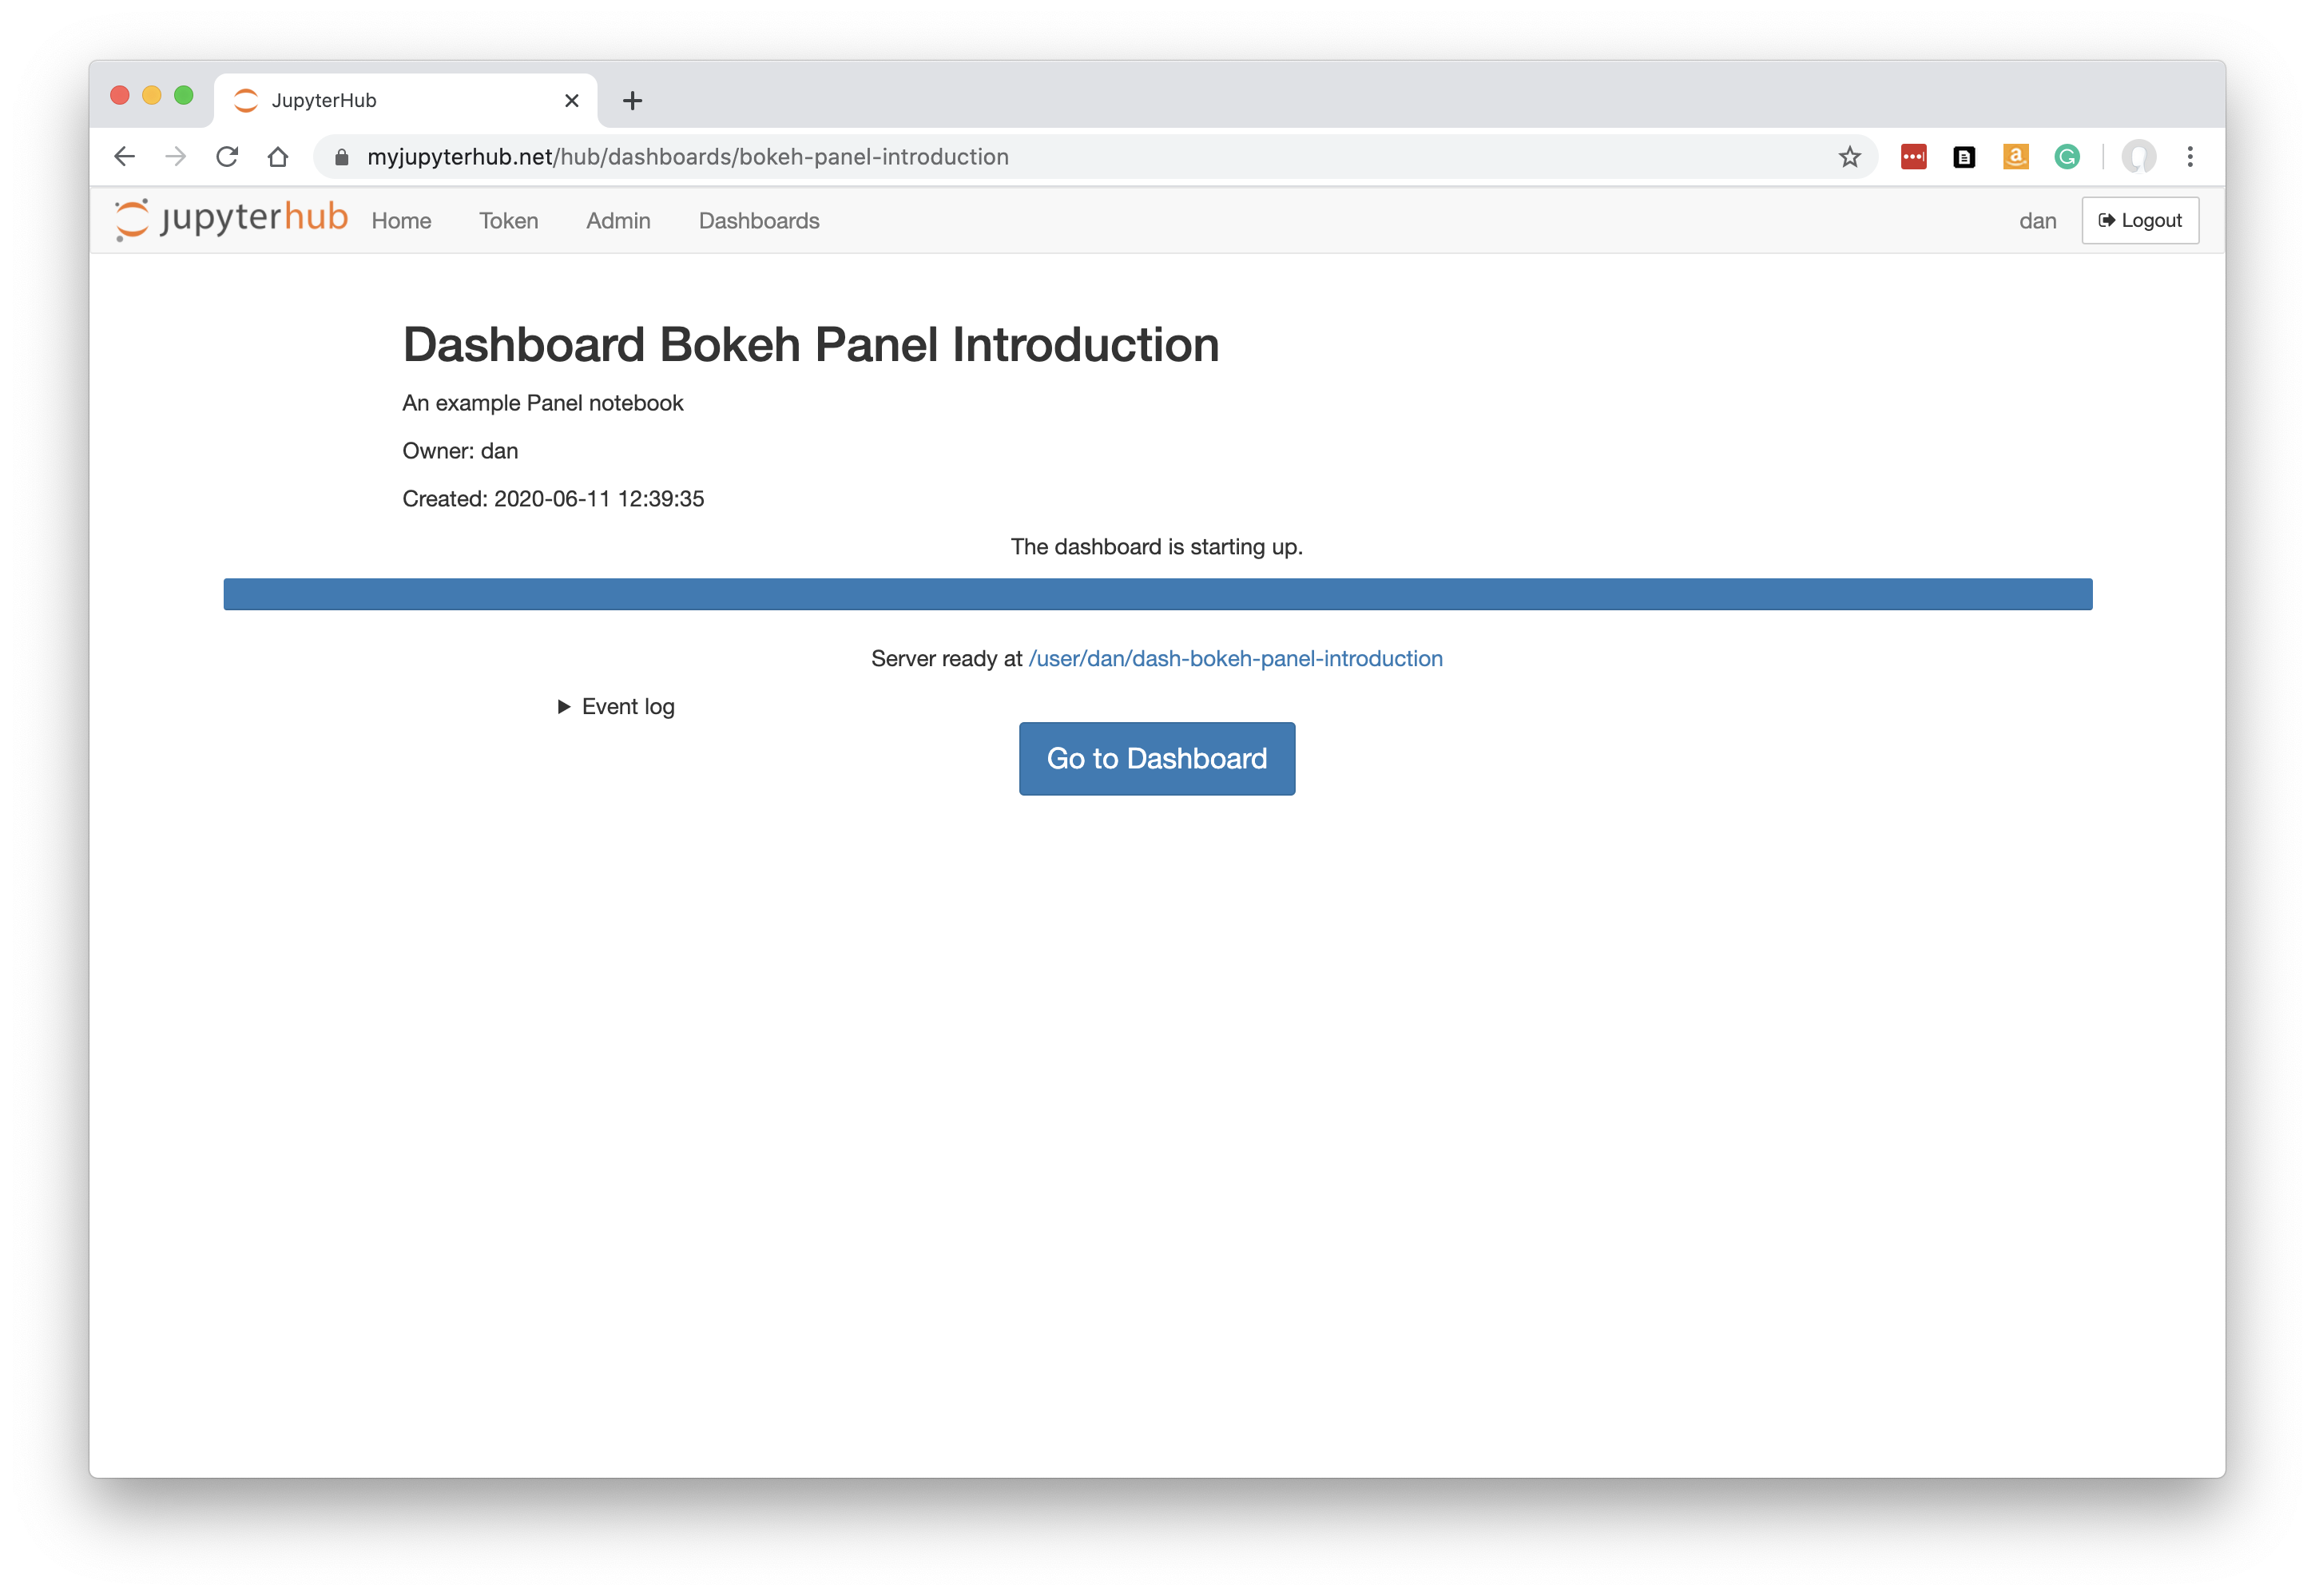 JupyterHub
myjupyterhub.net/hub/dashboards/bokeh-panel-introduction
a
jupyterhub Home Token Admin Dashboards dan Logout
Dashboard Bokeh Panel Introduction
An example Panel notebook
Owner: dan
Created: 2020-06-11 12:39:35
The dashboard is starting up.
Server ready at /user/dan/dash-bokeh-panel-introduction
Event log
Go to Dashboard